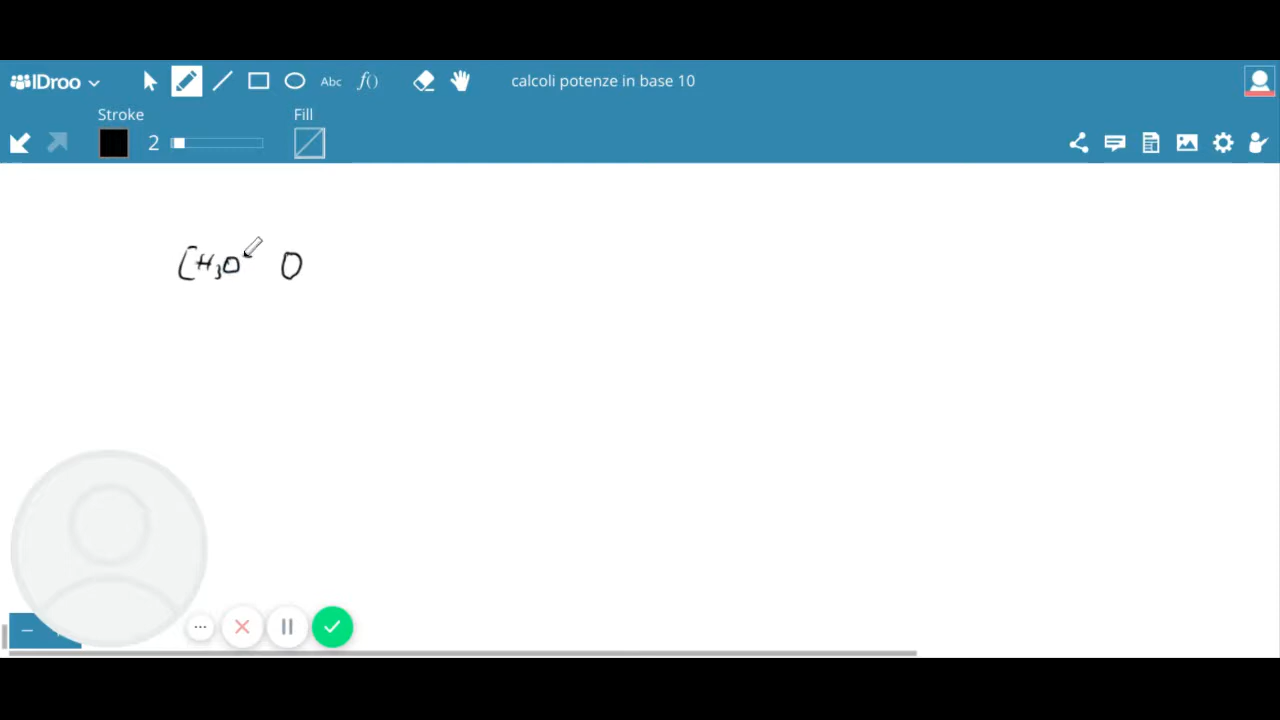 IDroo Abc f() calcoli potenze in base 10
Stroke Fill
2
[H₃O⁺ O